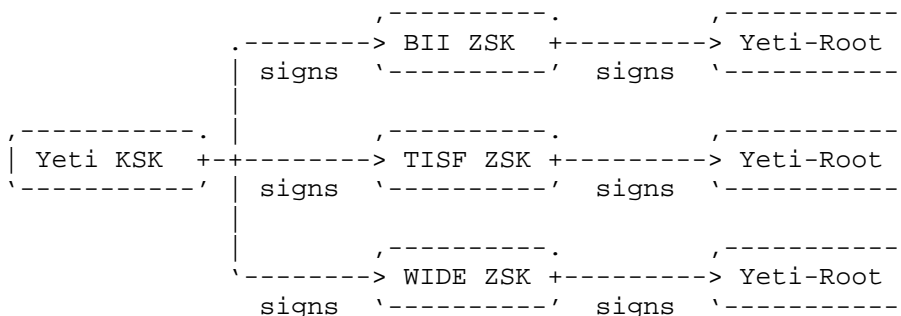 BII ZSK Yeti-Root
signs signs
Yeti KSK TISF ZSK Yeti-Root
signs signs
WIDE ZSK Yeti-Root
signs signs